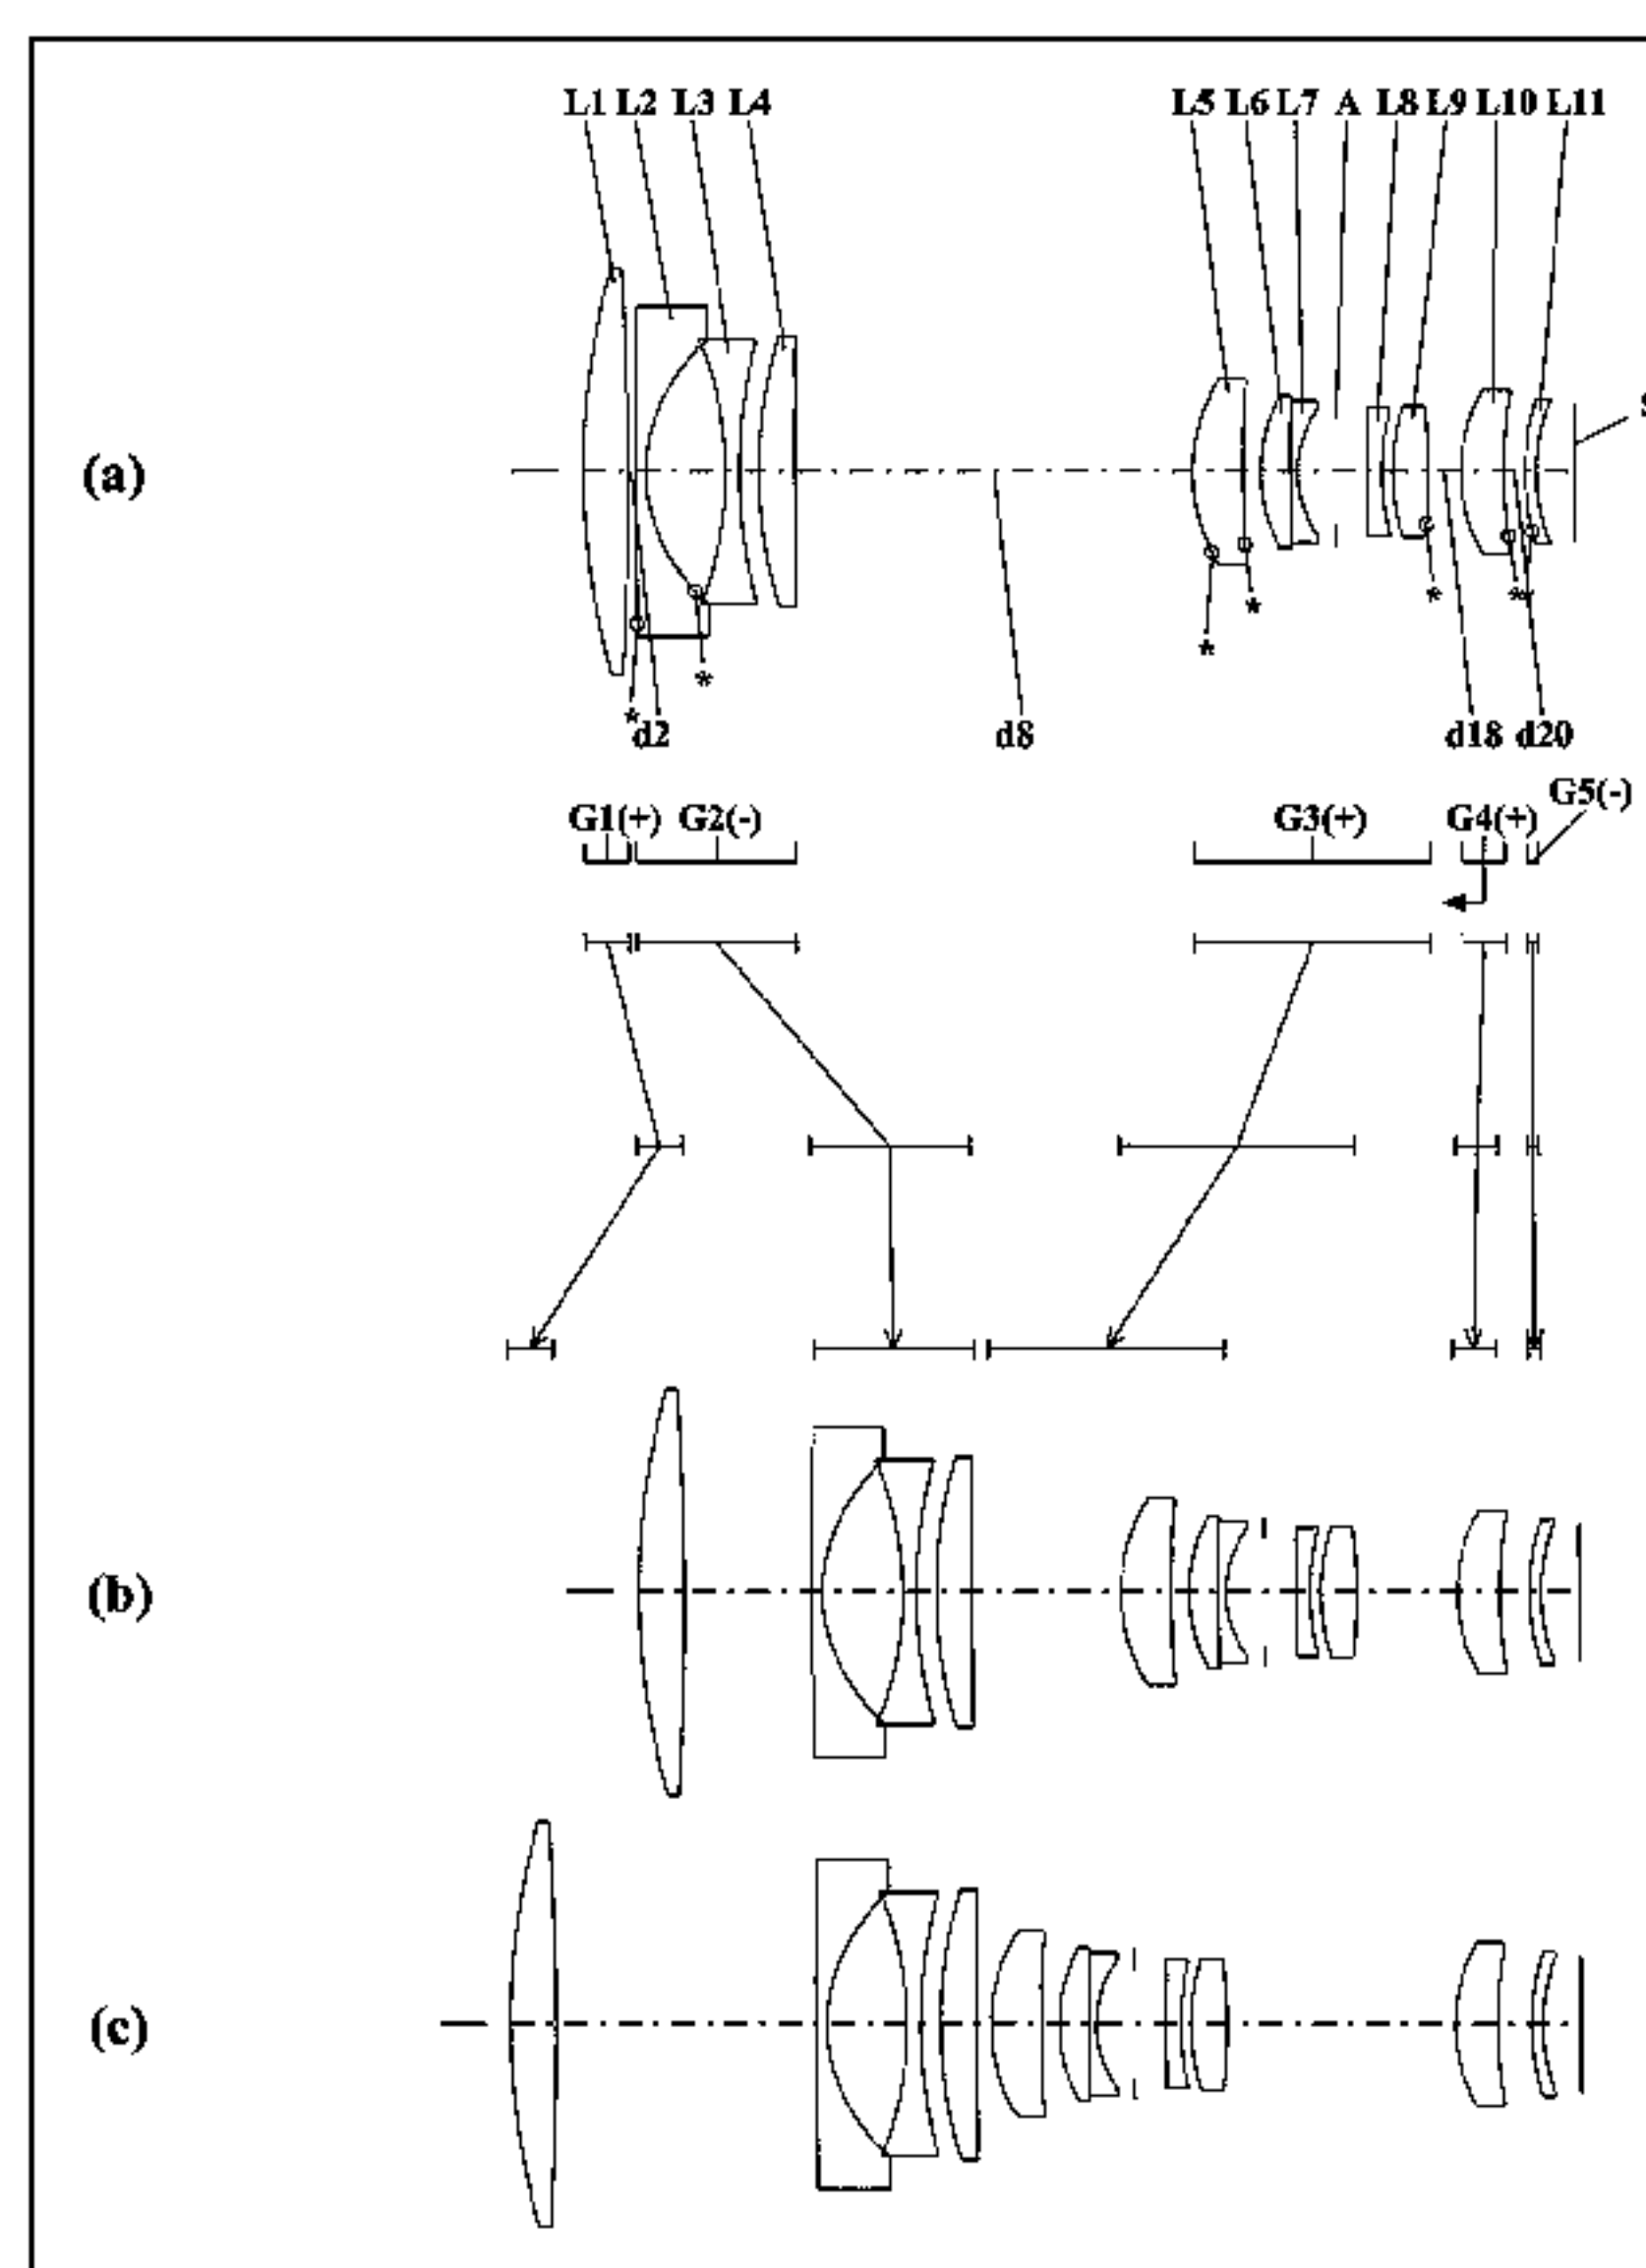 L1 L2 L3 L4 L5 L6 L7 A L8 L9 L10 L11
S
(a)
* * * * * * *
d2 d8 d18 d20
G1(+) G2(-) G3(+) G4(+) G5(-)
(b)
(c)